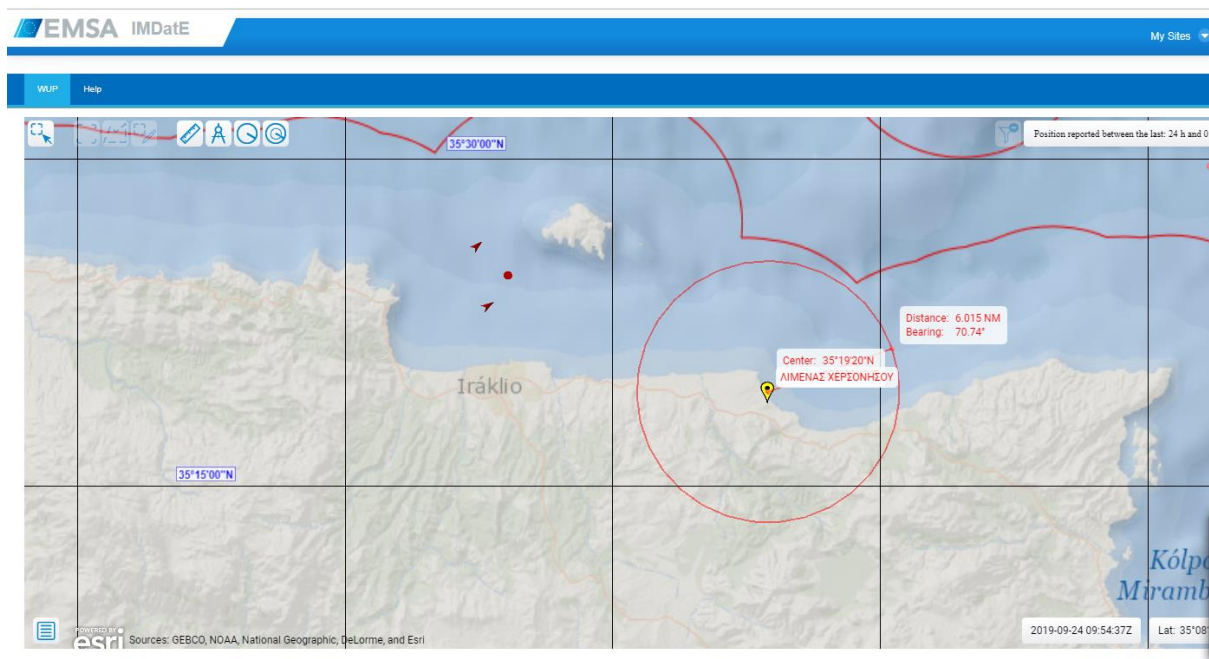 EMSA IMDatE
My Sites
WUP Help
35°30'00"N
Position reported between the last: 24 h and 0
Distance: 6.015 NM
Bearing: 70.74°
Center: 35°19'20"N
ΛΙΜΕΝΑΣ ΧΕΡΣΟΝΗΣΟΥ
Iráklio
35°15'00"N
Kólpo
Miramb
POWERED BY
esri
Sources: GEBCO, NOAA, National Geographic, DeLorme, and Esri
2019-09-24 09:54:37Z
Lat: 35°08'